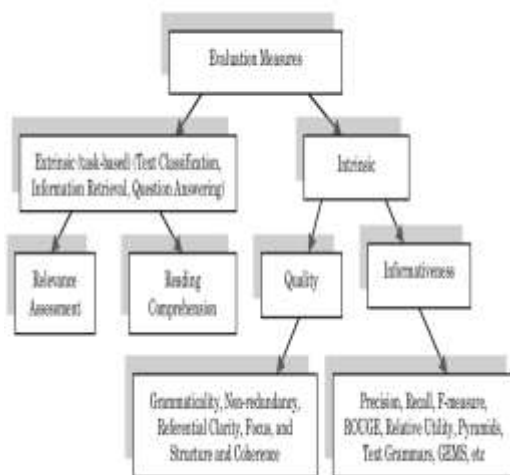 Evaluation Measures
Extrinsic (task-based) (Text Classification,
Information Retrieval, Question Answering)
Intrinsic
Relevance
Assessment
Reading
Comprehension
Quality
Informativeness
Grammaticality, Non-redundancy,
Referential Clarity, Focus, and
Structure and Coherence
Precision, Recall, F-measure,
ROUGE, Relative Utility, Pyramids,
Text Grammars, GEMS, etc